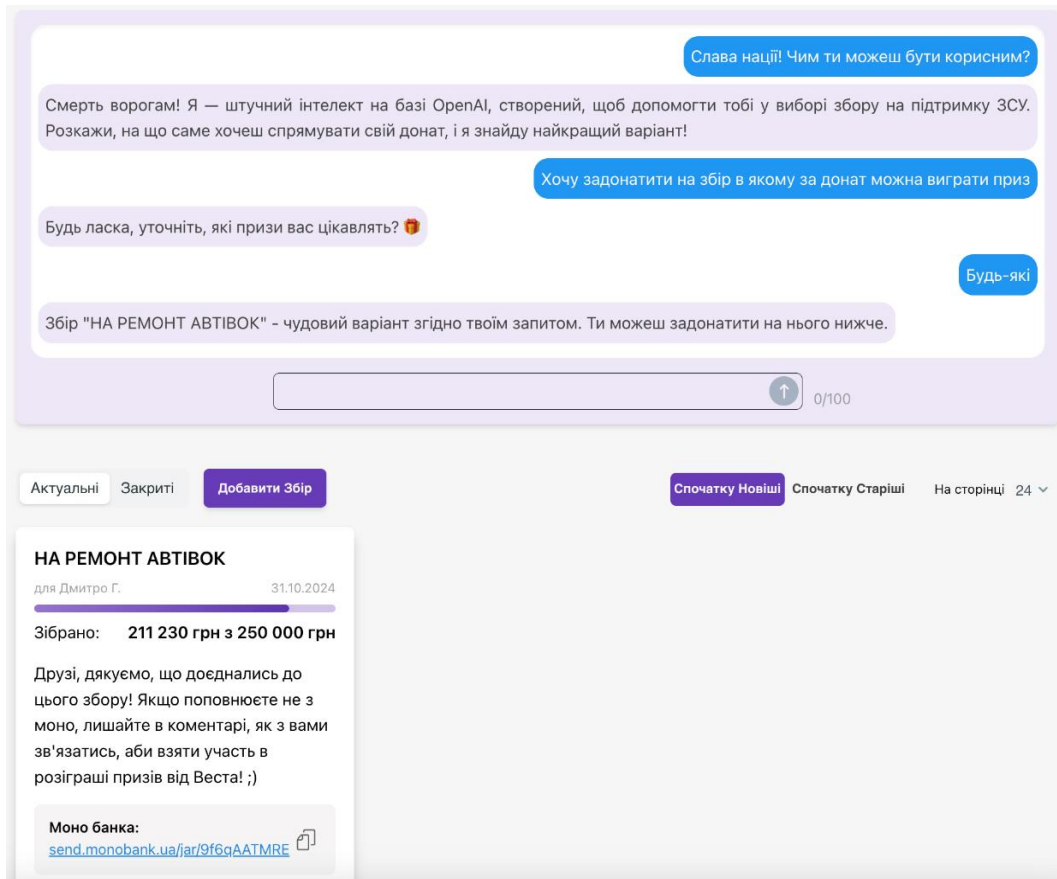 Слава нації! Чим ти можеш бути корисним?
Смерть ворогам! Я — штучний інтелект на базі OpenAI, створений, щоб допомогти тобі у виборі збору на підтримку ЗСУ.
Розкажи, на що саме хочеш спрямувати свій донат, і я знайду найкращий варіант!
Хочу задонатити на збір в якому за донат можна виграти приз
Будь ласка, уточніть, які призи вас цікавлять? 🎁
Будь-які
Збір "НА РЕМОНТ АВТІВОК" - чудовий варіант згідно твоїм запитом. Ти можеш задонатити на нього нижче.
0/100
Актуальні Закриті Добавити Збір Спочатку Новіші Спочатку Старіші На сторінці 24
НА РЕМОНТ АВТІВОК
для Дмитро Г. 31.10.2024
Зібрано: 211 230 грн з 250 000 грн
Друзі, дякуємо, що доєднались до
цього збору! Якщо поповнюєте не з
моно, лишайте в коментарі, як з вами
зв'язатись, аби взяти участь в
розіграші призів від Веста! ;)
Моно банка:
send.monobank.ua/jar/9f6qAATMRE